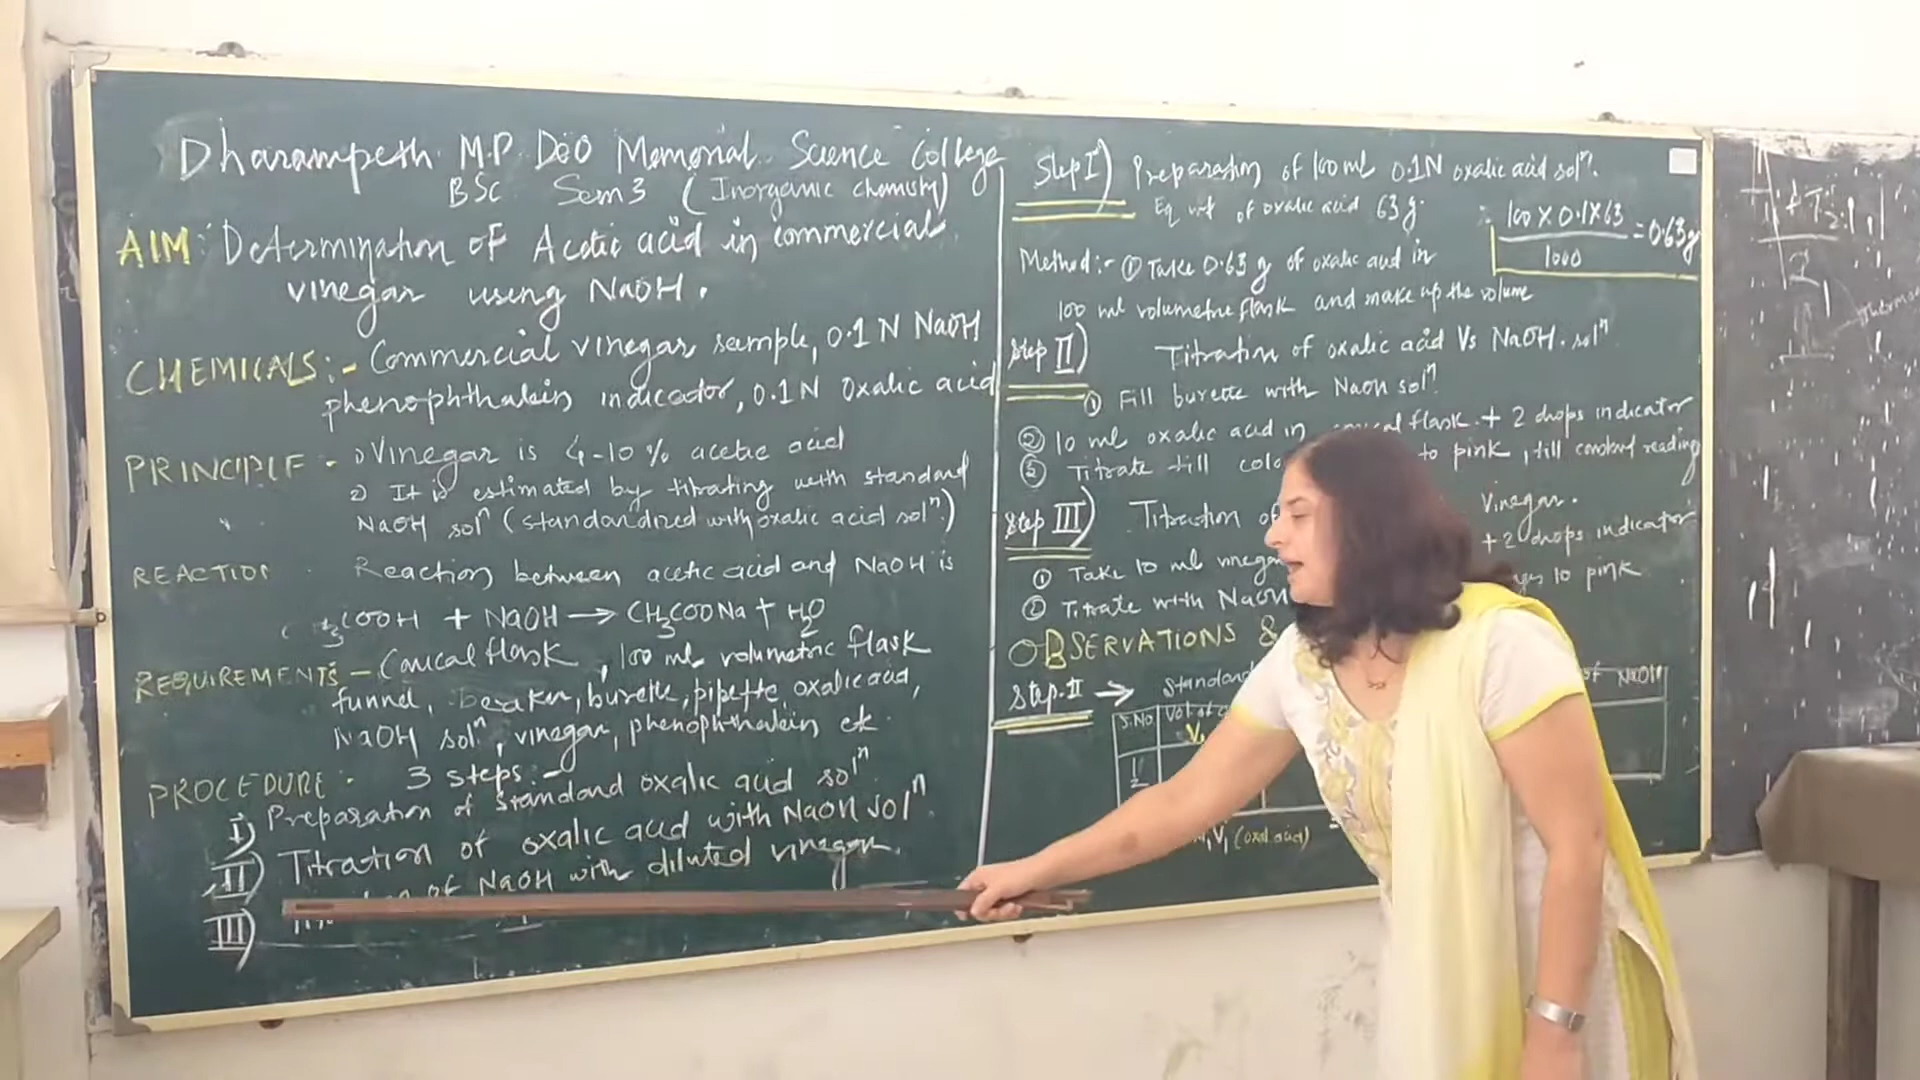 Dharampeth M.P. Deo Memorial Science College
BSc Sem 3 (Inorganic chemistry)
AIM: Determination of Acetic acid in commercial
vinegar using NaOH.
CHEMICALS:- Commercial vinegar sample, 0.1 N NaOH
phenophthalein indicator, 0.1 N Oxalic acid
PRINCIPLE - 1) Vinegar is 4-10 % acetic acid
2) It is estimated by titrating with standard
NaOH solⁿ (standardized with oxalic acid solⁿ.)
REACTION Reaction between acetic acid and NaOH is
COOH + NaOH → CH₃COONa + H₂O
REQUIREMENTS - Conical flask, 100 ml volumetric flask
funnel, beaker, burette, pipette oxalic acid,
NaOH solⁿ, vinegar, phenophthalein etc
PROCEDURE:- 3 steps:-
I) Preparation of standard oxalic acid solⁿ
II) Titration of oxalic acid with NaOH solⁿ
III) of NaOH with diluted vinegar.
Step I) Preparation of 100 ml 0.1N oxalic acid solⁿ.
Eq wt of oxalic acid 63 g.
100 X 0.1 X 63 = 0.63 g
1000
Method:- ① Take 0.63 g of oxalic acid in
100 ml volumetric flask and make up the volume
Step II) Titration of oxalic acid Vs NaOH. solⁿ
① Fill burette with NaOH solⁿ
② 10 ml oxalic acid in flask + 2 drops indicator
③ Titrate till to pink, till constant reading
Step III) Titration of Vinegar.
① Take 10 ml +2 drops indicator
② Titrate with NaOH to pink
OBSERVATIONS &
Step-II → NaOH
S.No Vol of
V₁
1
2
V₁ (oxal acid)
2